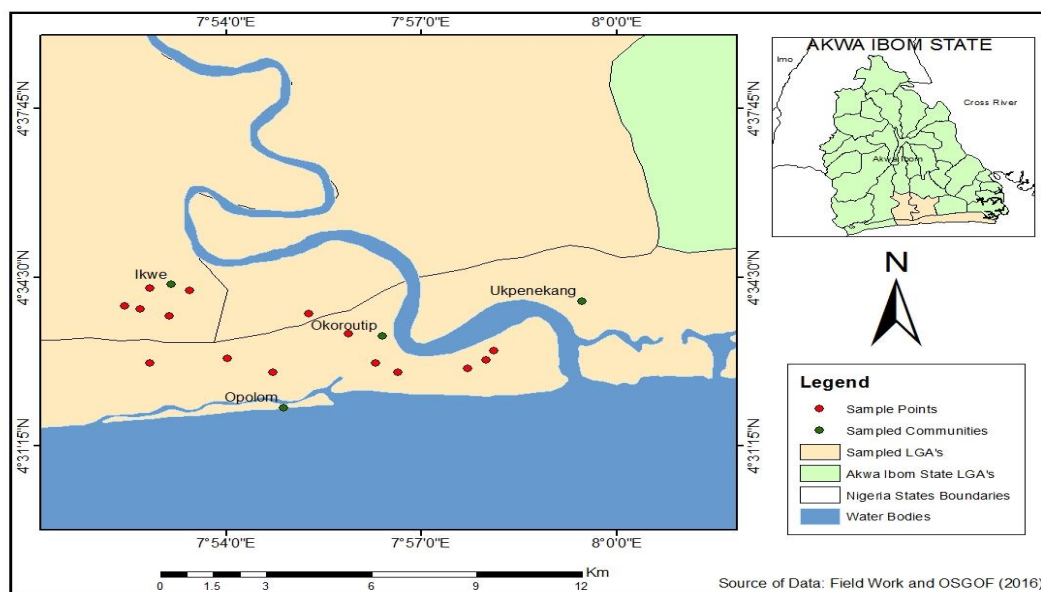 7°54'0"E 7°57'0"E 8°0'0"E
4°37'45"N
4°34'30"N
4°31'15"N
Ikwe
Okoroutip
Ukpenekang
Opolom
4°37'45"N
4°34'30"N
4°31'15"N
7°54'0"E 7°57'0"E 8°0'0"E
0 1.5 3 6 9 12
Km
AKWA IBOM STATE
Imo
Cross River
Akwa Ibom
N
Legend
Sample Points
Sampled Communities
Sampled LGA's
Akwa Ibom State LGA's
Nigeria States Boundaries
Water Bodies
Source of Data: Field Work and OSGOF (2016)